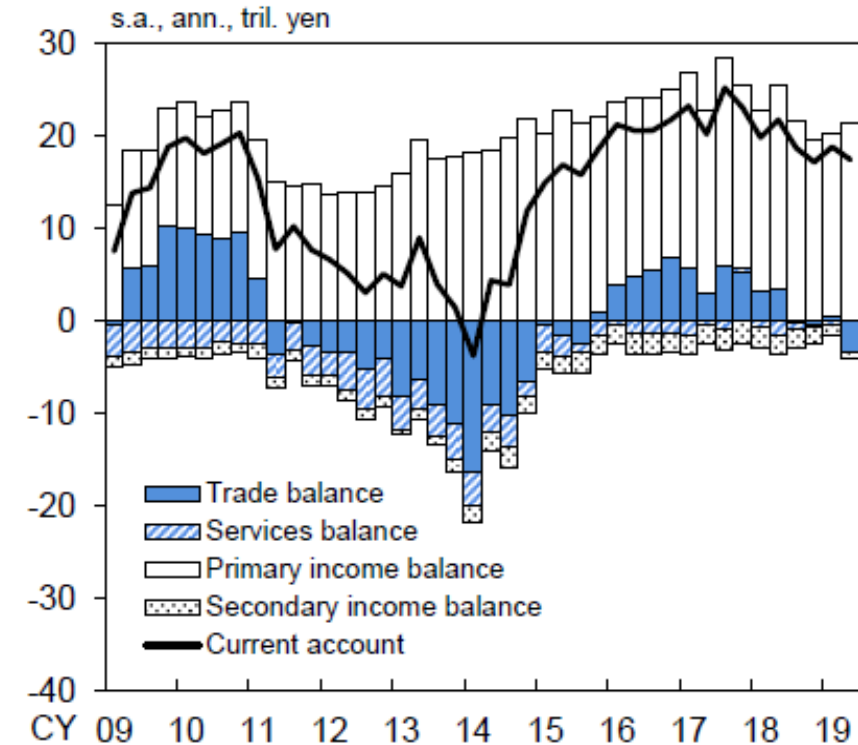 s.a., ann., tril. yen
30
20
10
0
-10
-20
-30
-40
Trade balance
Services balance
Primary income balance
Secondary income balance
Current account
CY 09 10 11 12 13 14 15 16 17 18 19